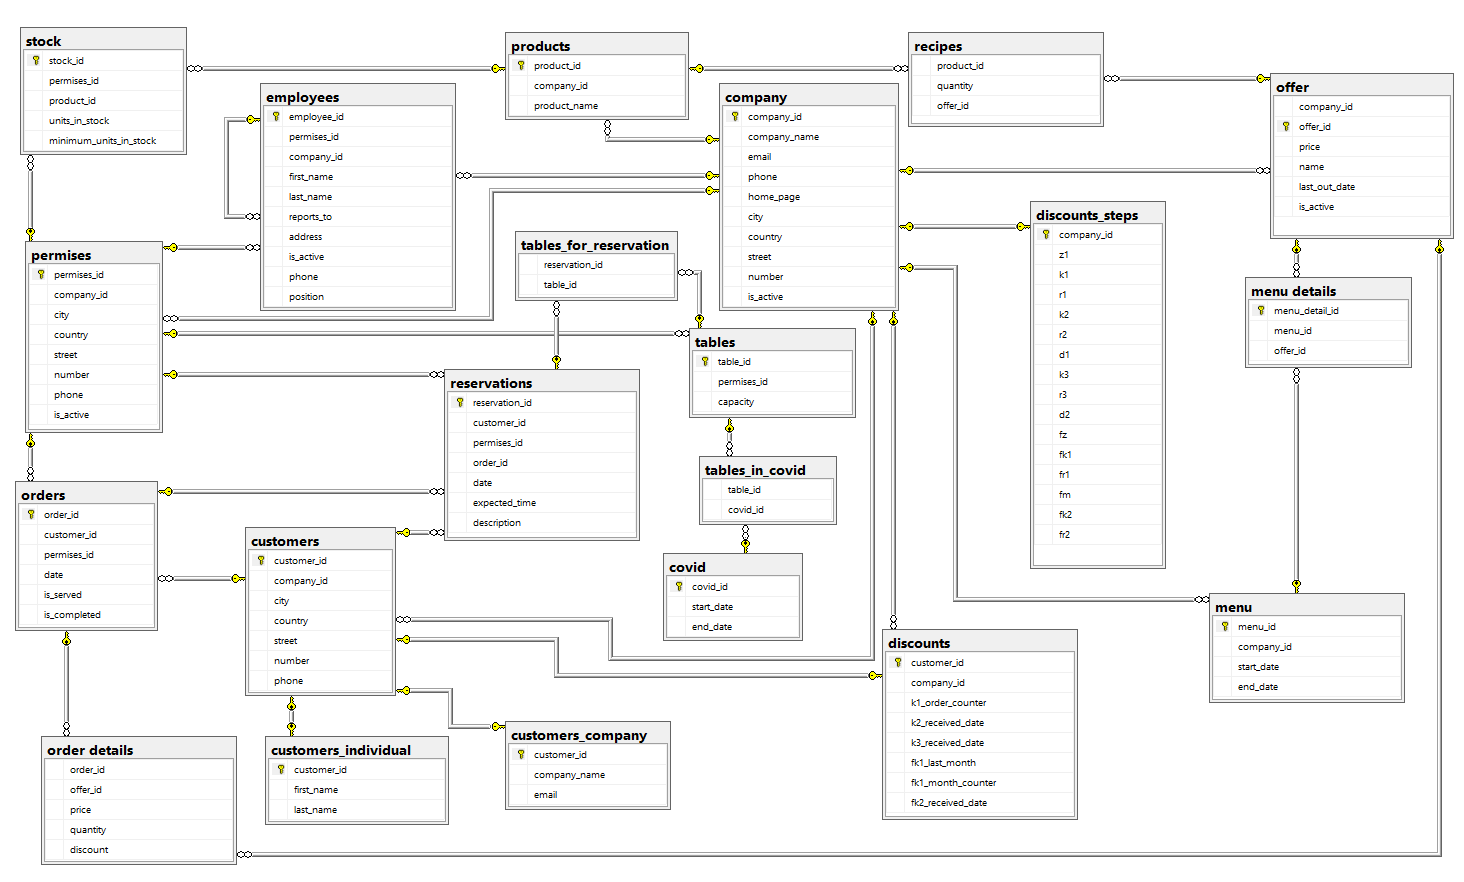 stock
stock_id
permises_id
product_id
units_in_stock
minimum_units_in_stock
products
product_id
company_id
product_name
recipes
product_id
quantity
offer_id
offer
company_id
offer_id
price
name
last_out_date
is_active
employees
employee_id
permises_id
company_id
first_name
last_name
reports_to
address
is_active
phone
position
company
company_id
company_name
email
phone
home_page
city
country
street
number
is_active
discounts_steps
company_id
z1
k1
r1
k2
r2
d1
k3
r3
d2
fz
fk1
fr1
fm
fk2
fr2
permises
permises_id
company_id
city
country
street
number
phone
is_active
tables_for_reservation
reservation_id
table_id
menu details
menu_detail_id
menu_id
offer_id
tables
table_id
permises_id
capacity
reservations
reservation_id
customer_id
permises_id
order_id
date
expected_time
description
tables_in_covid
table_id
covid_id
orders
order_id
customer_id
permises_id
date
is_served
is_completed
customers
customer_id
company_id
city
country
street
number
phone
covid
covid_id
start_date
end_date
menu
menu_id
company_id
start_date
end_date
discounts
customer_id
company_id
k1_order_counter
k2_received_date
k3_received_date
fk1_last_month
fk1_month_counter
fk2_received_date
order details
order_id
offer_id
price
quantity
discount
customers_individual
customer_id
first_name
last_name
customers_company
customer_id
company_name
email